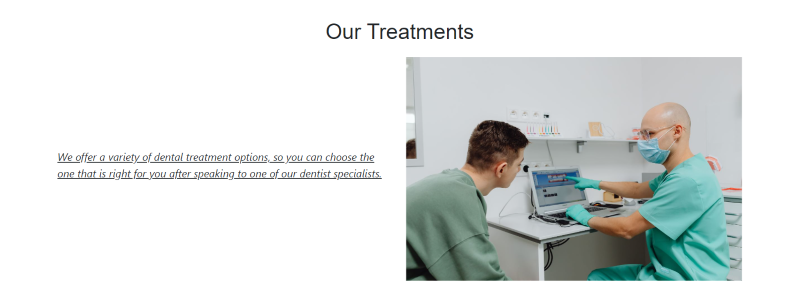 Our Treatments
We offer a variety of dental treatment options, so you can choose the
one that is right for you after speaking to one of our dentist specialists.